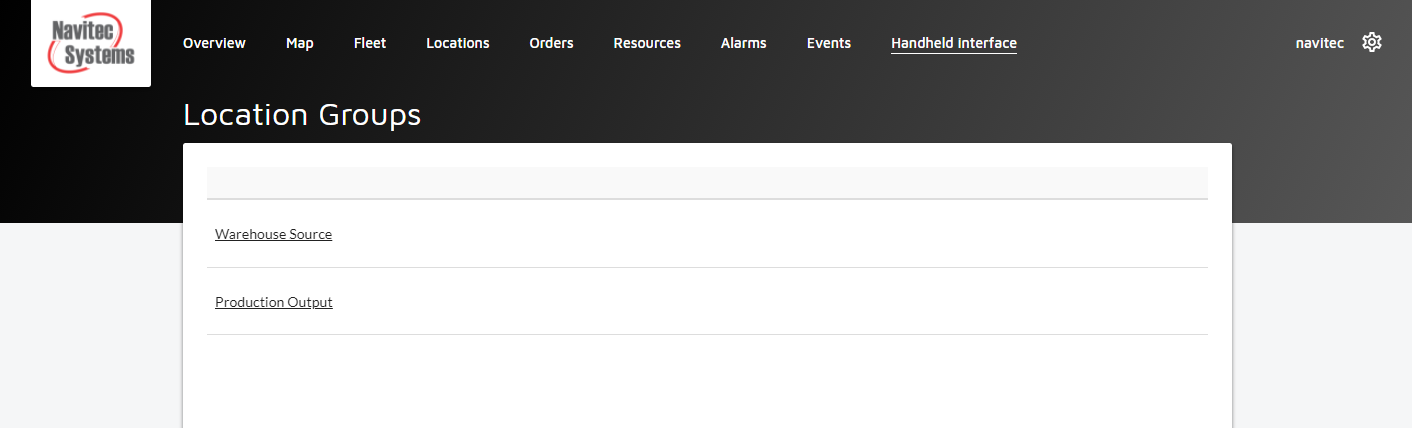 Navitec
Systems
Overview Map Fleet Locations Orders Resources Alarms Events Handheld interface navitec
Location Groups
Warehouse Source
Production Output